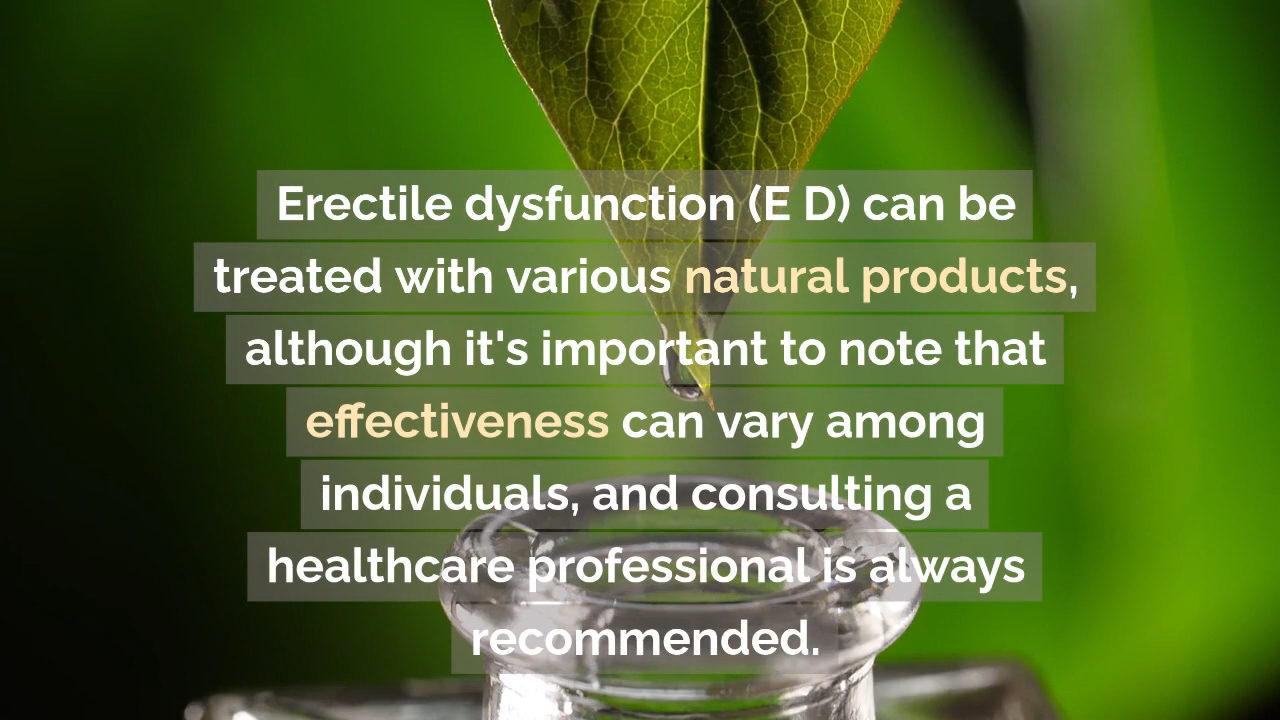 Erectile dysfunction (E D) can be
treated with various natural products,
although it's important to note that
effectiveness can vary among
individuals, and consulting a
healthcare professional is always
recommended.